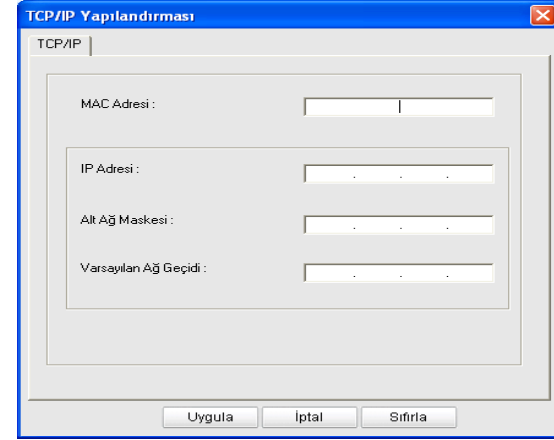 TCP/IP Yapılandırması
TCP/IP
MAC Adresi :
IP Adresi :
. . .
Alt Ağ Maskesi :
. . .
Varsayılan Ağ Geçidi :
. . .
Uygula İptal Sıfırla